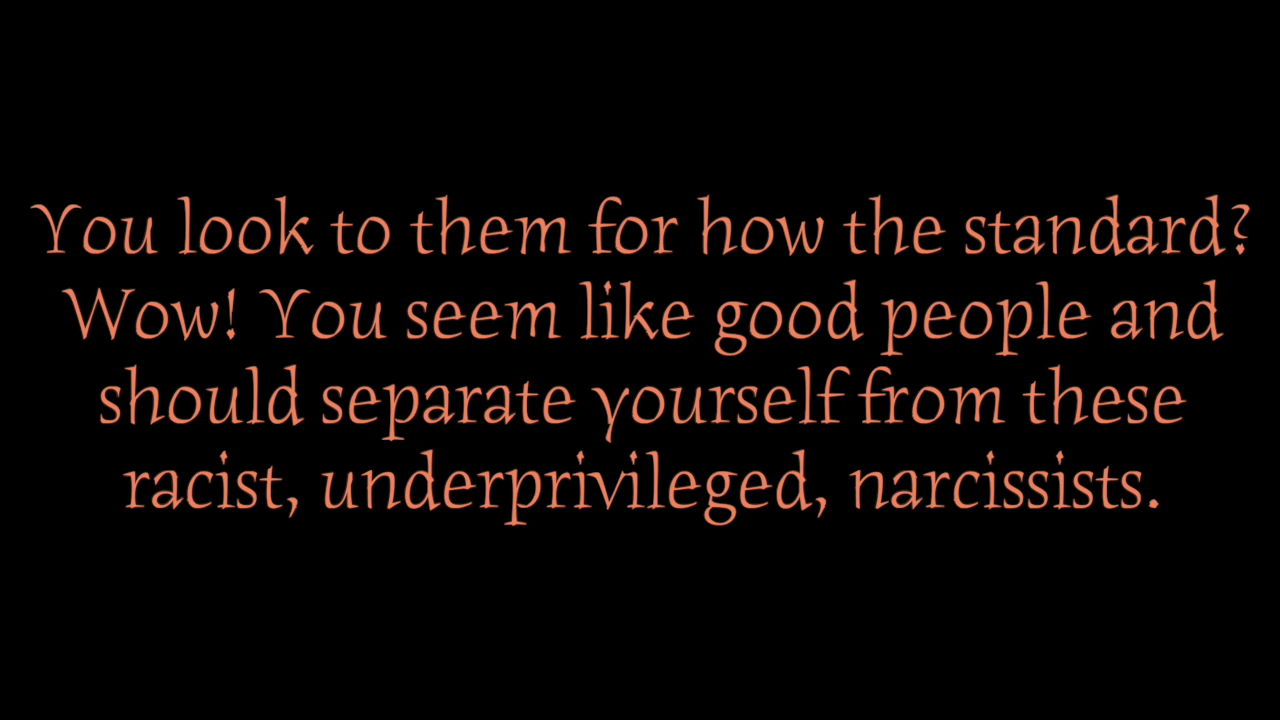 You look to them for how the standard?
Wow! You seem like good people and
should separate yourself from these
racist, underprivileged, narcissists.